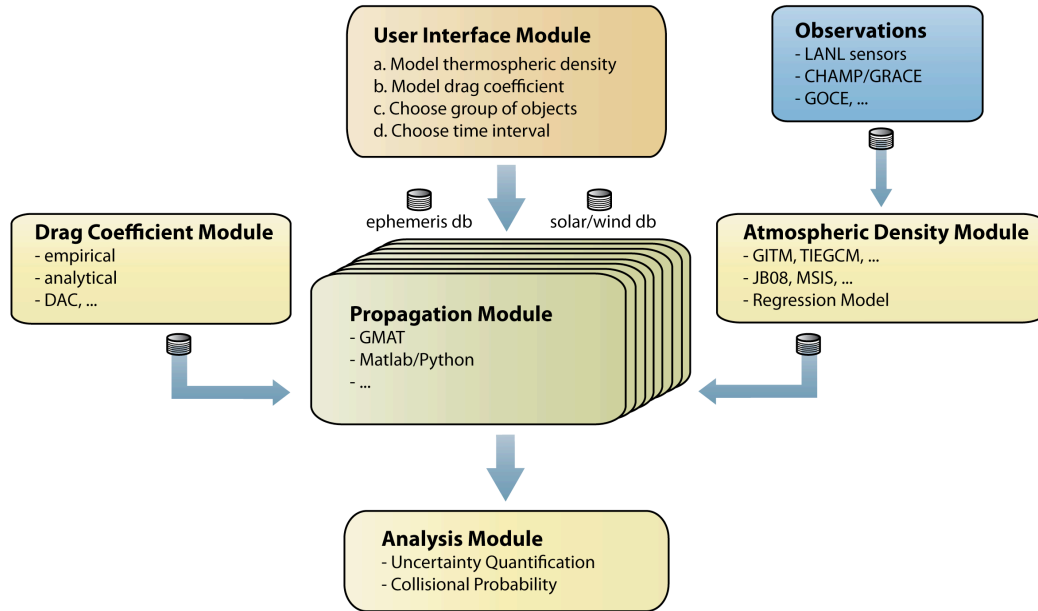 User Interface Module
a. Model thermospheric density
b. Model drag coefficient
c. Choose group of objects
d. Choose time interval
Observations
- LANL sensors
- CHAMP/GRACE
- GOCE, ...
ephemeris db
solar/wind db
Drag Coefficient Module
- empirical
- analytical
- DAC, ...
Propagation Module
- GMAT
- Matlab/Python
- ...
Atmospheric Density Module
- GITM, TIEGCM, ...
- JB08, MSIS, ...
- Regression Model
Analysis Module
- Uncertainty Quantification
- Collisional Probability